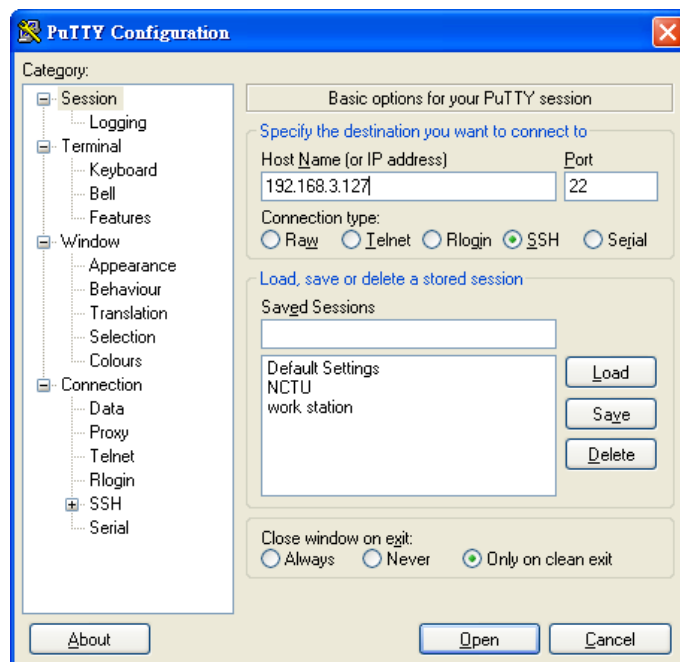 PuTTY Configuration
Category:
Session
Logging
Terminal
Keyboard
Bell
Features
Window
Appearance
Behaviour
Translation
Selection
Colours
Connection
Data
Proxy
Telnet
Rlogin
SSH
Serial
Basic options for your PuTTY session
Specify the destination you want to connect to
Host Name (or IP address) Port
192.168.3.127 22
Connection type:
Raw Telnet Rlogin SSH Serial
Load, save or delete a stored session
Saved Sessions
Default Settings
NCTU
work station
Load
Save
Delete
Close window on exit:
Always Never Only on clean exit
About Open Cancel